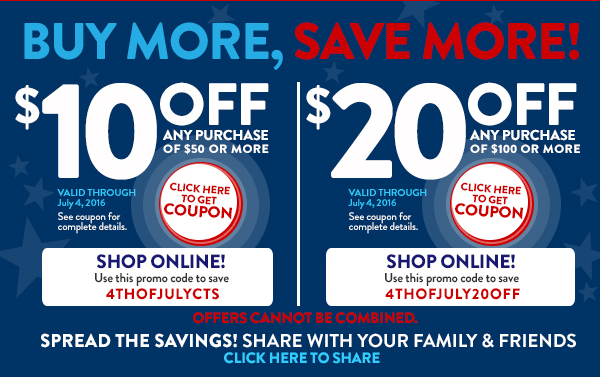 BUY MORE, SAVE MORE!
$10 OFF
ANY PURCHASE
OF $50 OR MORE
VALID THROUGH
July 4, 2016
See coupon for
complete details.
CLICK HERE
TO GET
COUPON
SHOP ONLINE!
Use this promo code to save
4THOFJULYCTS
$20 OFF
ANY PURCHASE
OF $100 OR MORE
VALID THROUGH
July 4, 2016
See coupon for
complete details.
CLICK HERE
TO GET
COUPON
SHOP ONLINE!
Use this promo code to save
4THOFJULY20OFF
OFFERS CANNOT BE COMBINED.
SPREAD THE SAVINGS! SHARE WITH YOUR FAMILY & FRIENDS
CLICK HERE TO SHARE